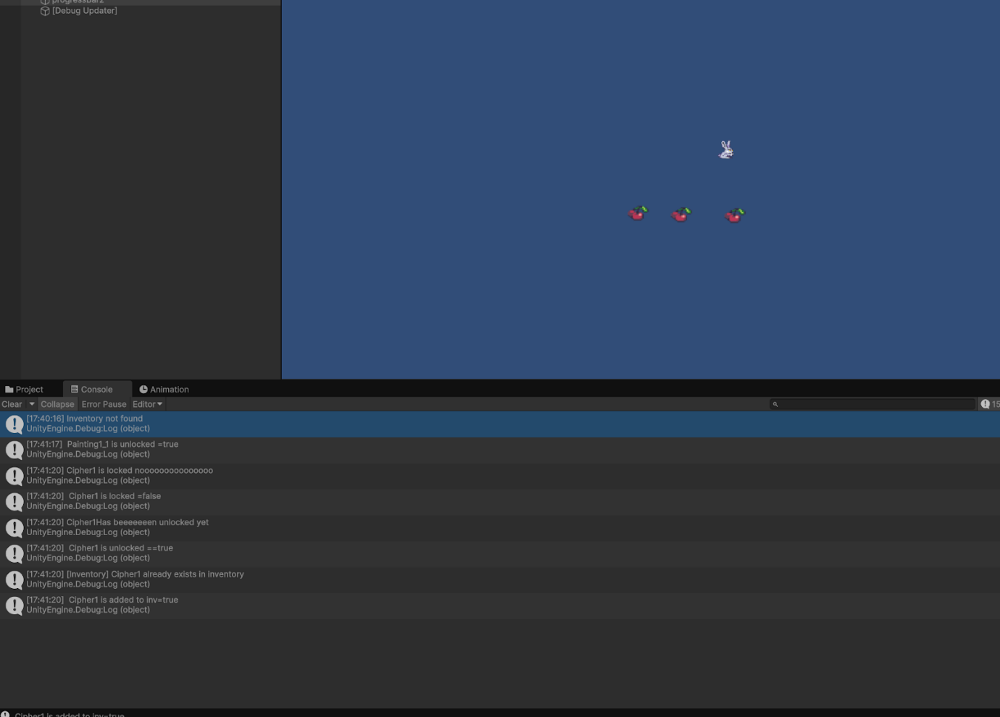 progressBar2
[Debug Updater]
Project
Console
Animation
Clear
Collapse
Error Pause
Editor
15
[17:40:16] Inventory not found
UnityEngine.Debug:Log (object)
[17:41:17]  Painting1_1 is unlocked =true
UnityEngine.Debug:Log (object)
[17:41:20] Cipher1 is locked nooooooooooooooo
UnityEngine.Debug:Log (object)
[17:41:20]  Cipher1 is locked =false
UnityEngine.Debug:Log (object)
[17:41:20] Cipher1Has beeeeeeen unlocked yet
UnityEngine.Debug:Log (object)
[17:41:20]  Cipher1 is unlocked ==true
UnityEngine.Debug:Log (object)
[17:41:20] [Inventory] Cipher1 already exists in inventory
UnityEngine.Debug:Log (object)
[17:41:20]  Cipher1 is added to inv=true
UnityEngine.Debug:Log (object)
Cipher1 is added to inv=true